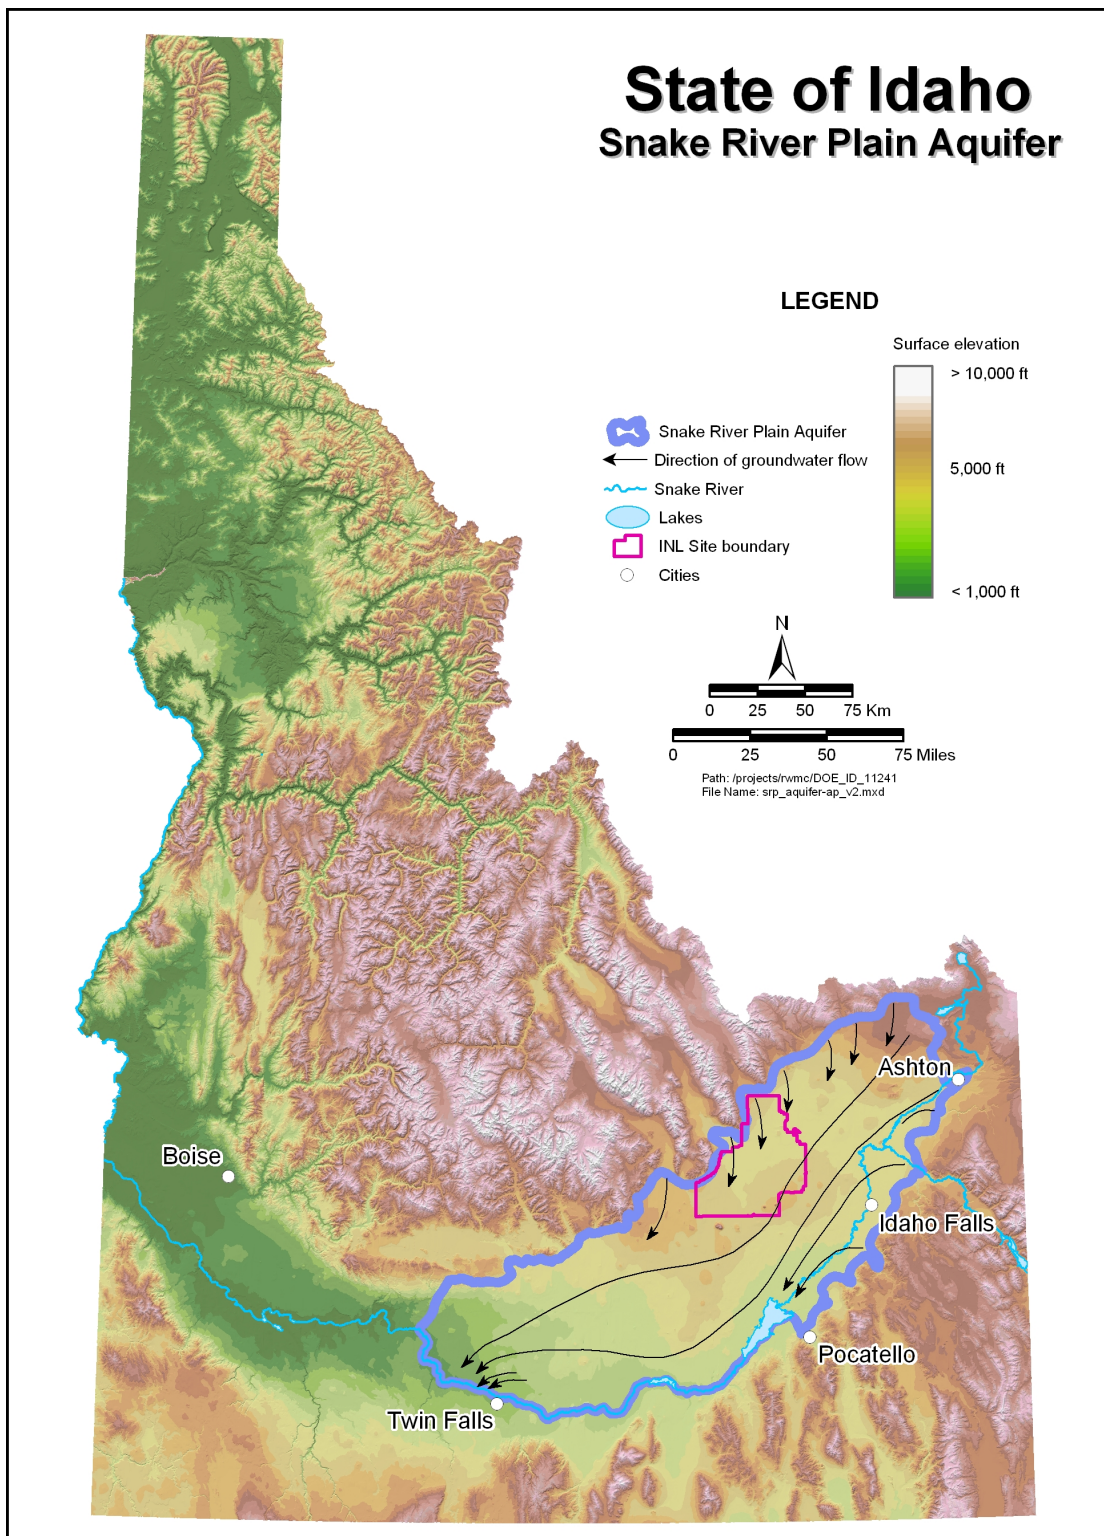 State of Idaho
Snake River Plain Aquifer
LEGEND
Surface elevation
> 10,000 ft
5,000 ft
< 1,000 ft
Snake River Plain Aquifer
Direction of groundwater flow
Snake River
Lakes
INL Site boundary
Cities
N
0 25 50 75 Km
0 25 50 75 Miles
Path: /projects/rwmc/DOE_ID_11241
File Name: srp_aquifer-ap_v2.mxd
Ashton
Boise
Idaho Falls
Pocatello
Twin Falls